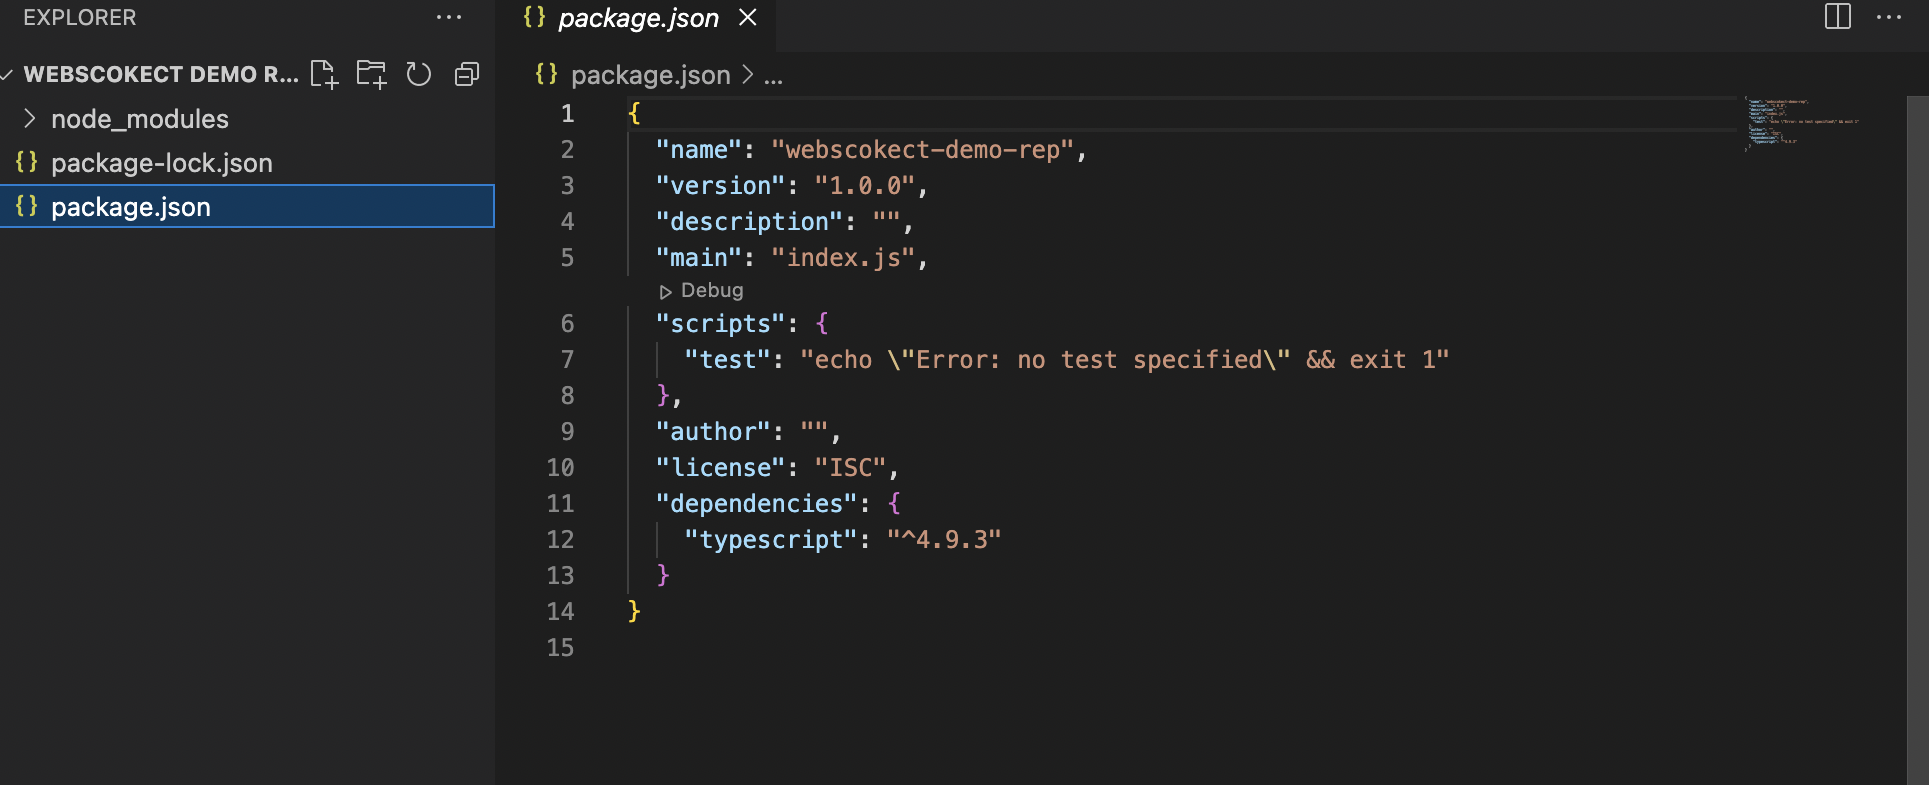 EXPLORER
WEBSCOKECT DEMO R...
node_modules
package-lock.json
package.json
package.json
package.json > ...
1 {
2 "name": "webscokect-demo-rep",
3 "version": "1.0.0",
4 "description": "",
5 "main": "index.js",
Debug
6 "scripts": {
7 "test": "echo \"Error: no test specified\" && exit 1"
8 },
9 "author": "",
10 "license": "ISC",
11 "dependencies": {
12 "typescript": "^4.9.3"
13 }
14 }
15